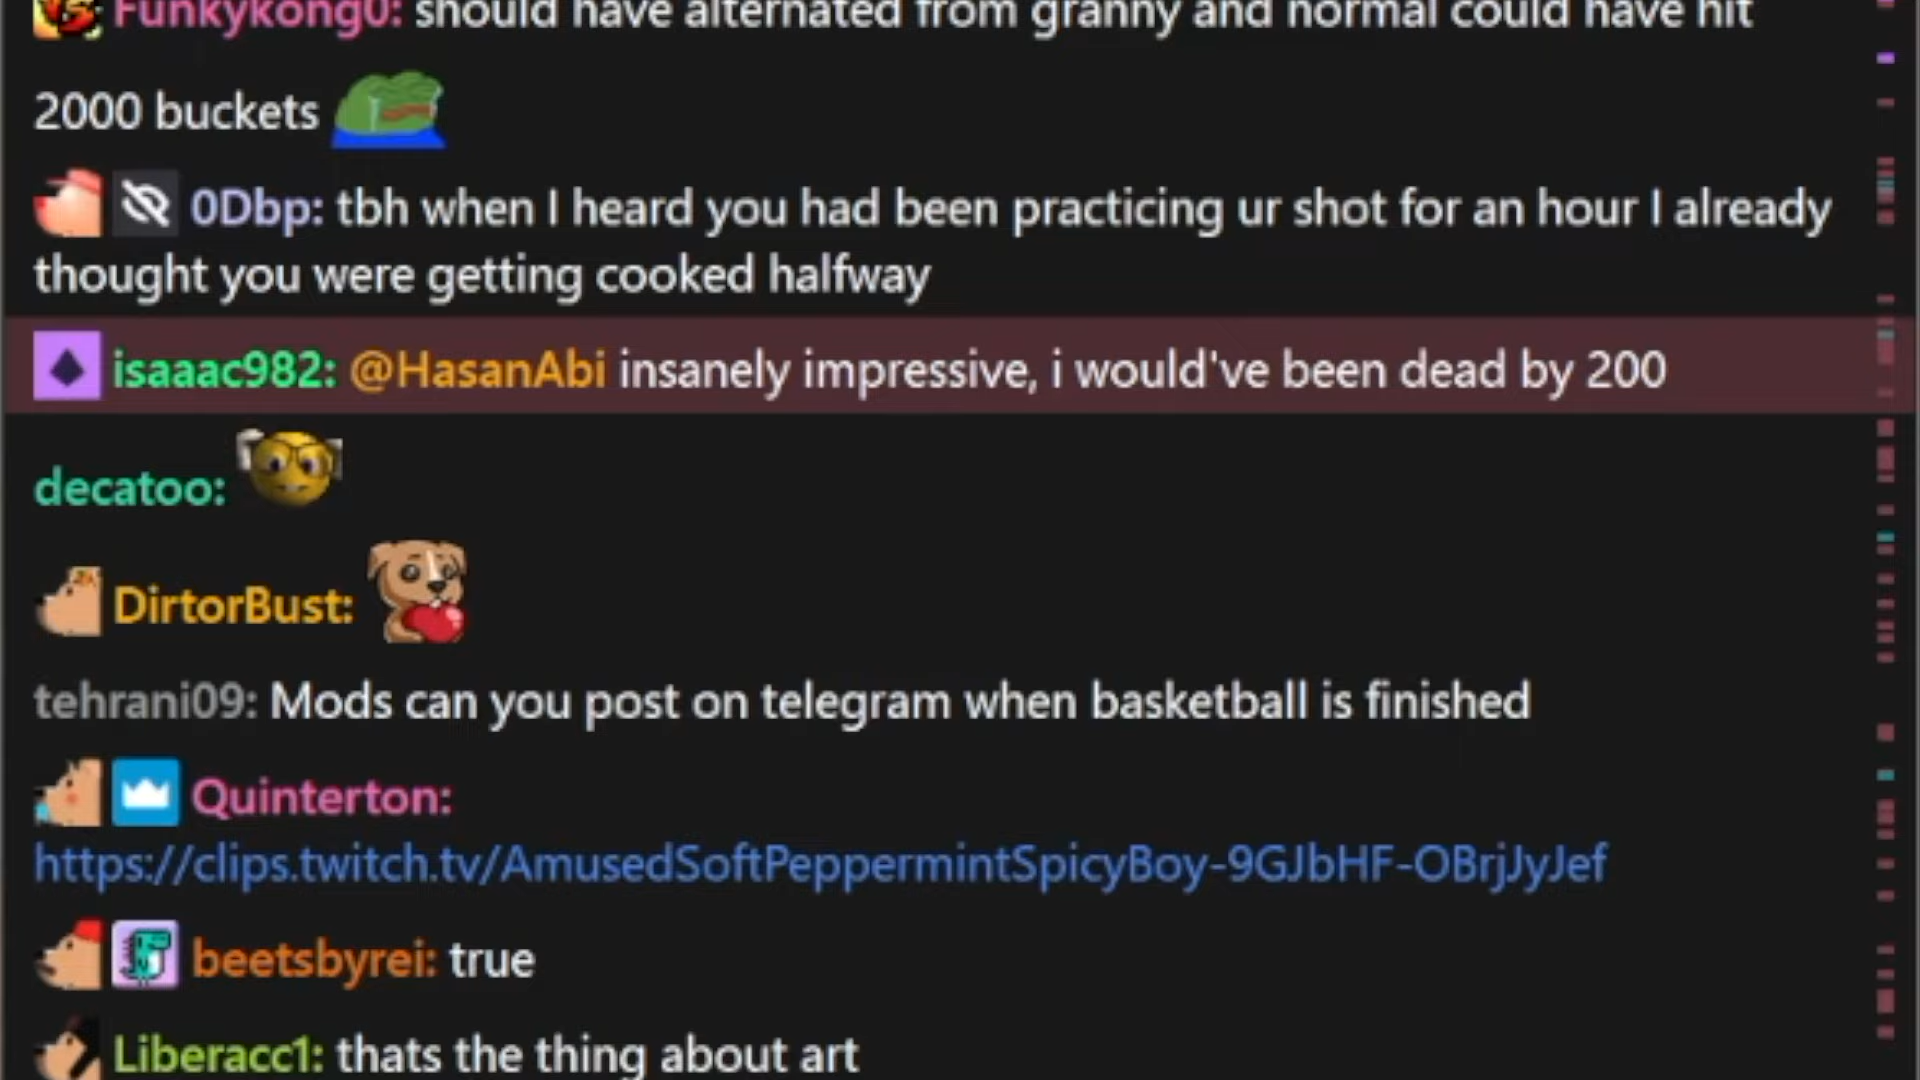 Funkykong0: should have alternated from granny and normal could have hit
2000 buckets
0Dbp: tbh when I heard you had been practicing ur shot for an hour I already
thought you were getting cooked halfway
isaaac982: @HasanAbi insanely impressive, i would've been dead by 200
decatoo:
DirtorBust:
tehrani09: Mods can you post on telegram when basketball is finished
Quinterton:
https://clips.twitch.tv/AmusedSoftPeppermintSpicyBoy-9GJbHF-OBrjJyJef
beetsbyrei: true
Liberacc1: thats the thing about art